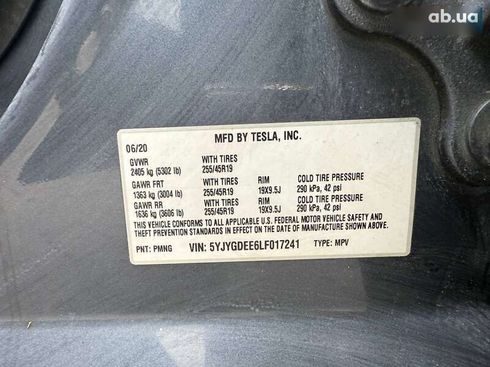 ab.ua
MFD BY TESLA, INC.
06/20
GVWR WITH TIRES
2405 kg (5302 lb) 255/45R19
GAWR FRT WITH TIRES RIM COLD TIRE PRESSURE
1363 kg (3004 lb) 255/45R19 19X9.5J 290 kPa, 42 psi
GAWR RR WITH TIRES RIM COLD TIRE PRESSURE
1636 kg (3606 lb) 255/45R19 19X9.5J 290 kPa, 42 psi
THIS VEHICLE CONFORMS TO ALL APPLICABLE U.S. FEDERAL MOTOR VEHICLE SAFETY AND
THEFT PREVENTION STANDARDS IN EFFECT ON THE DATE OF MANUFACTURE SHOWN ABOVE.
PNT: PMNG VIN: 5YJYGDEE6LF017241 TYPE: MPV